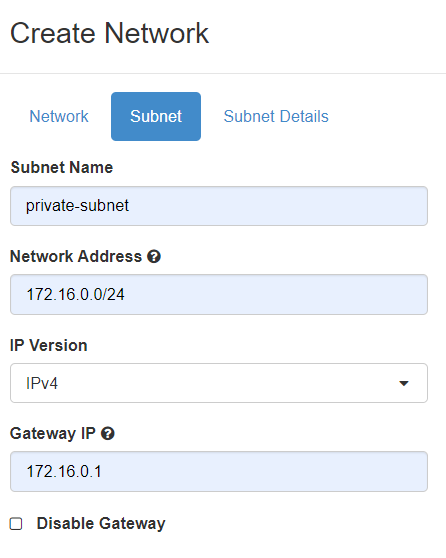 Create Network
Network Subnet Subnet Details
Subnet Name
private-subnet
Network Address
172.16.0.0/24
IP Version
IPv4
Gateway IP
172.16.0.1
Disable Gateway